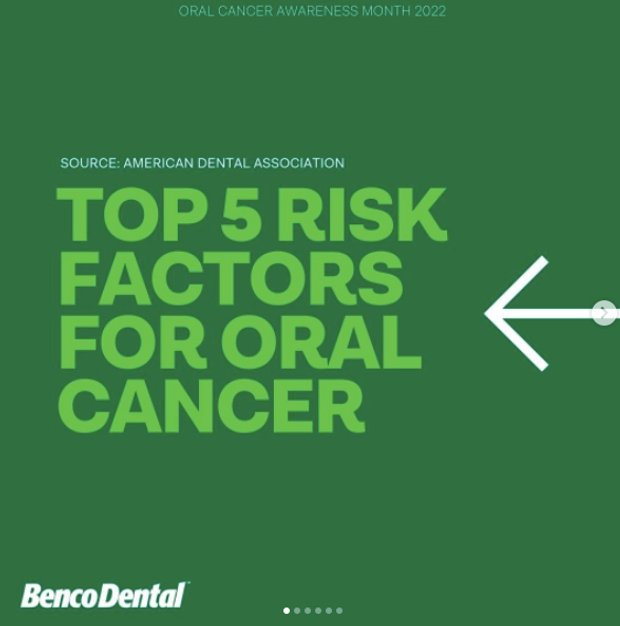 ORAL CANCER AWARENESS MONTH 2022
SOURCE: AMERICAN DENTAL ASSOCIATION
TOP 5 RISK
FACTORS
FOR ORAL
CANCER
BencoDental